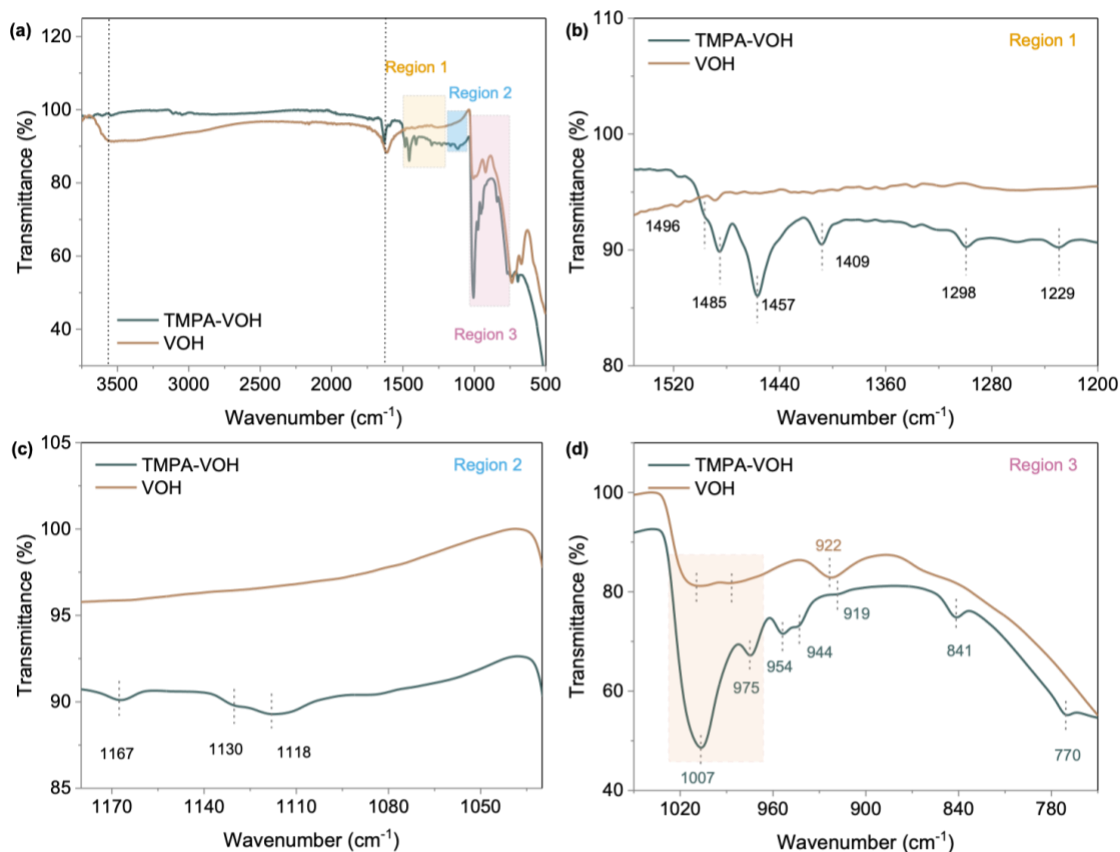 (a)
120
100
80
60
40
Transmittance (%)
Region 1
Region 2
Region 3
TMPA-VOH
VOH
3500 3000 2500 2000 1500 1000 500
Wavenumber (cm-1)
(b)
110
100
90
80
Transmittance (%)
TMPA-VOH
VOH
Region 1
1496
1485
1457
1409
1298
1229
1520 1440 1360 1280 1200
Wavenumber (cm-1)
(c)
105
100
95
90
85
Transmittance (%)
TMPA-VOH
VOH
Region 2
1167
1130
1118
1170 1140 1110 1080 1050
Wavenumber (cm-1)
(d)
100
80
60
40
Transmittance (%)
TMPA-VOH
VOH
Region 3
922
919
975
954
944
841
1007
770
1020 960 900 840 780
Wavenumber (cm-1)